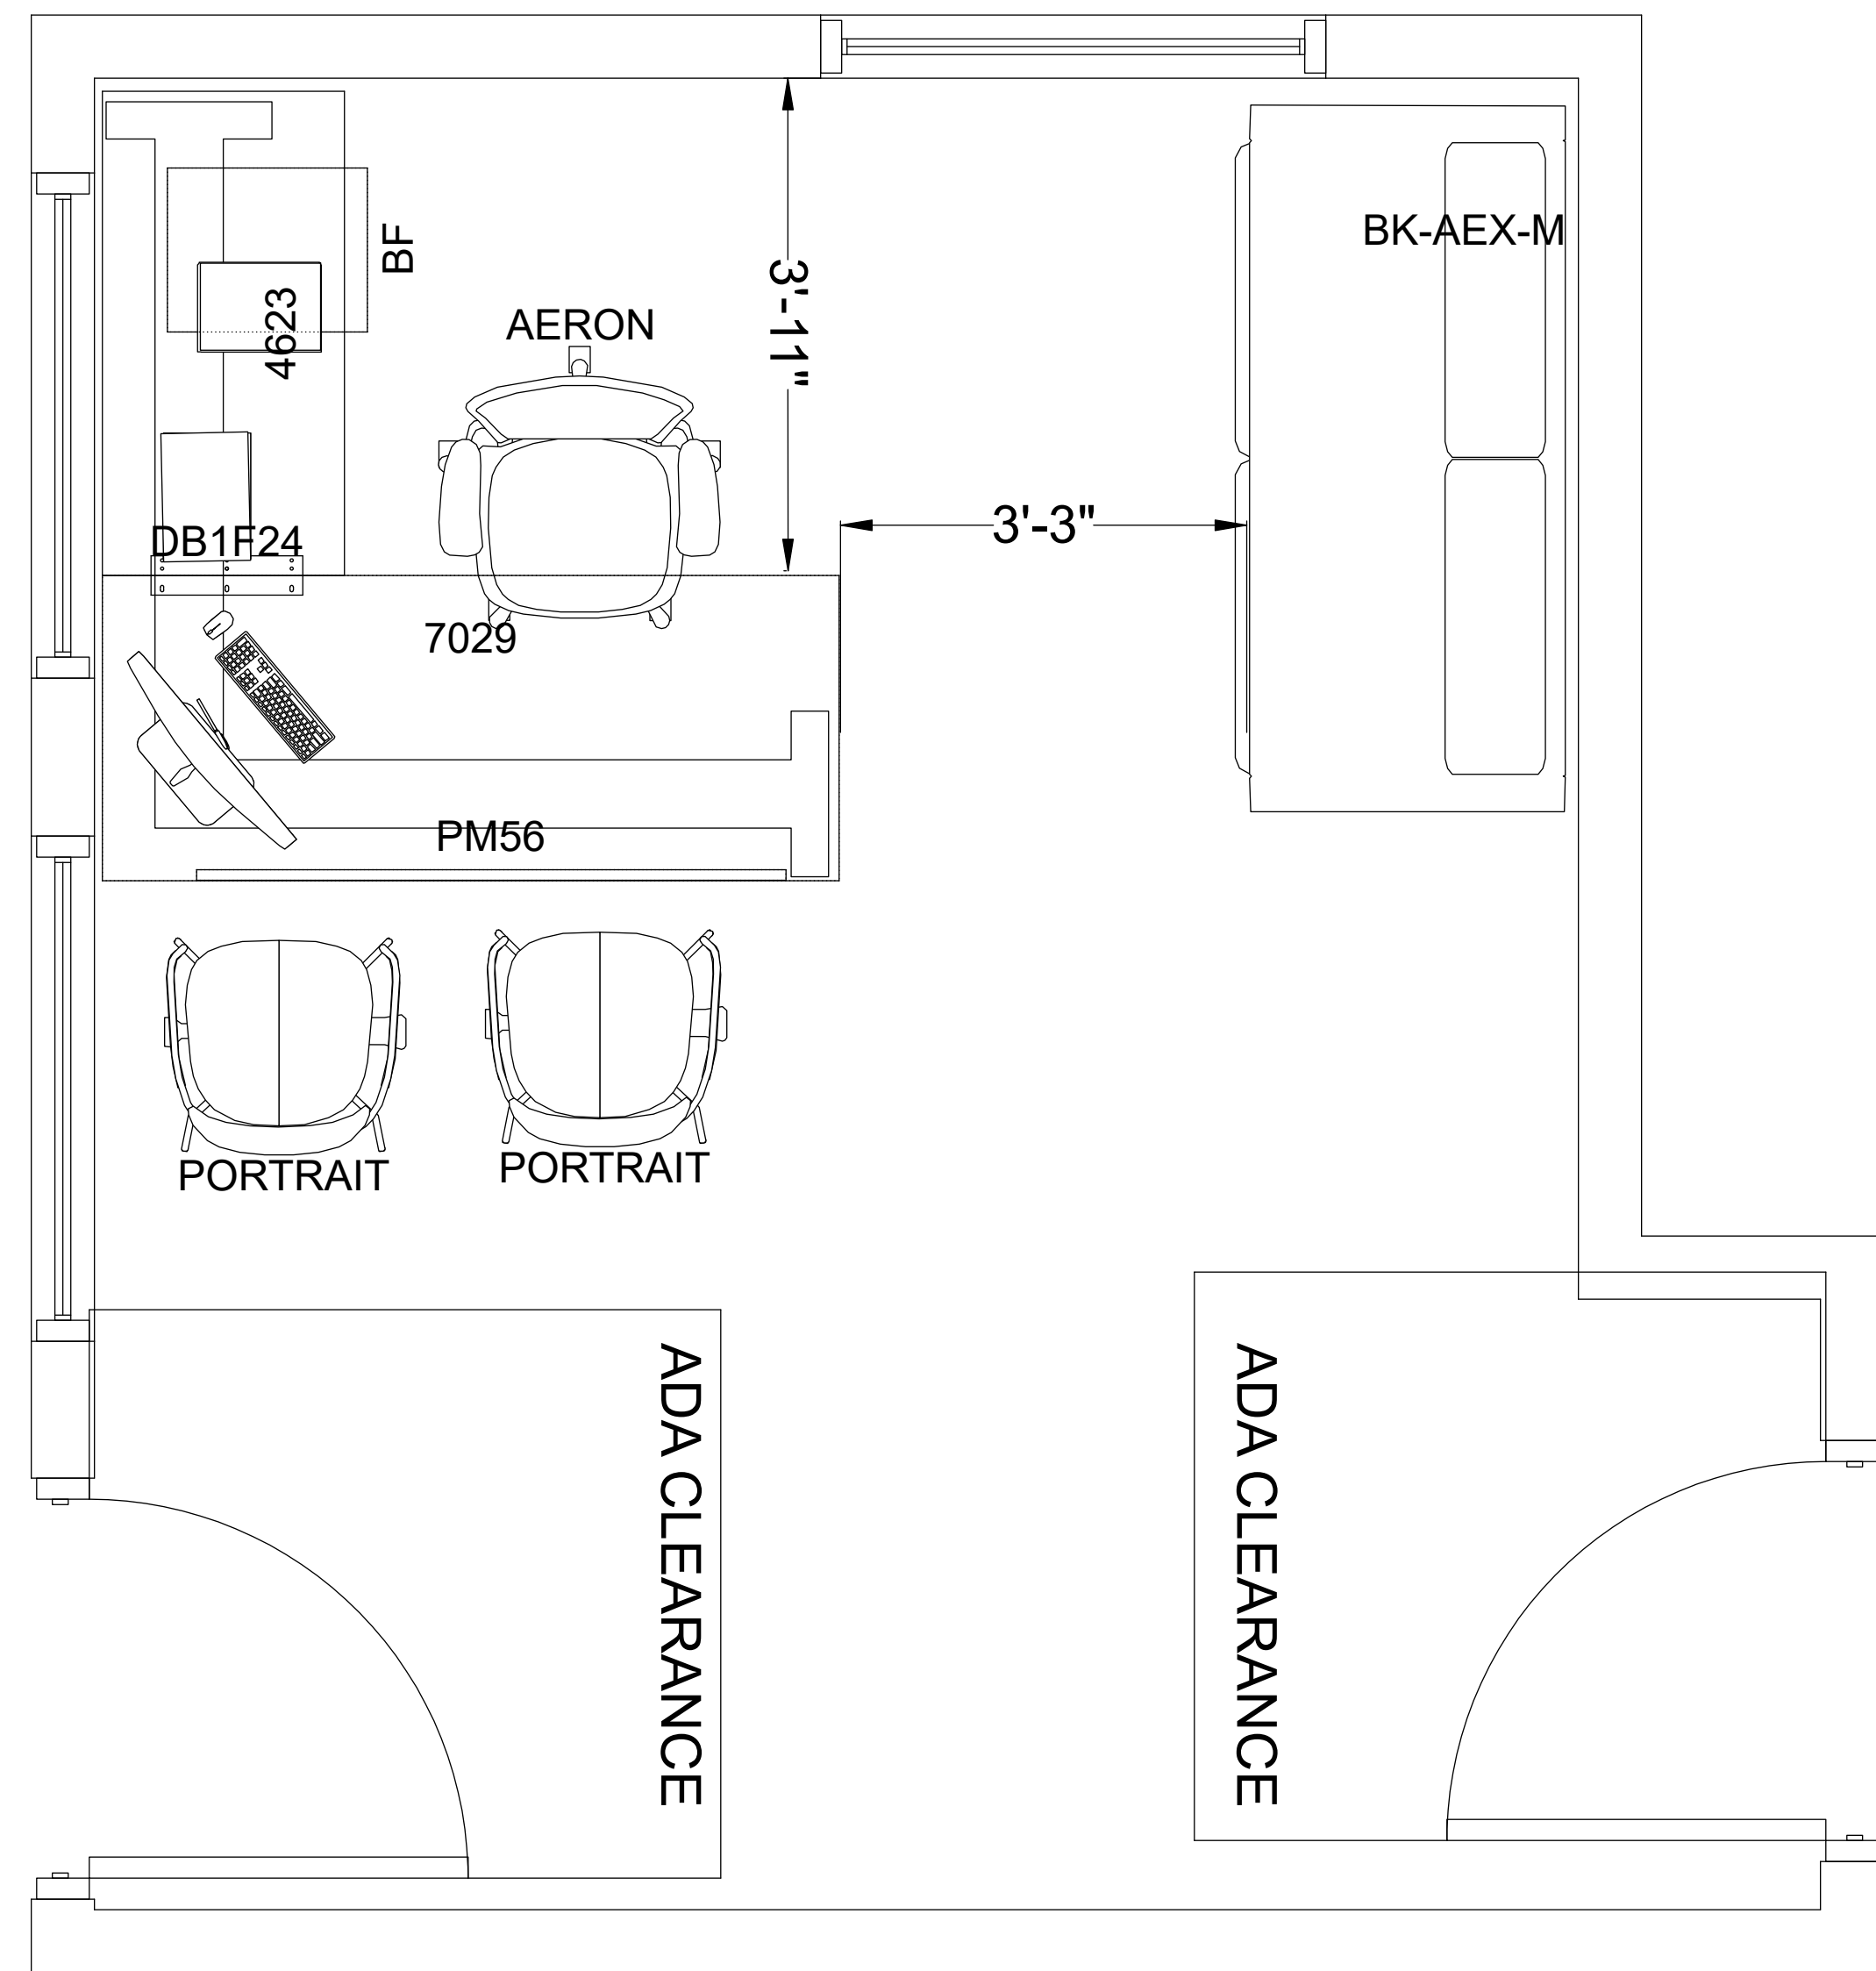 BK-AEX-M
BF
4623
AERON
3'-11"
3'-3"
DB1F24
7029
PM56
PORTRAIT
PORTRAIT
ADA CLEARANCE
ADA CLEARANCE